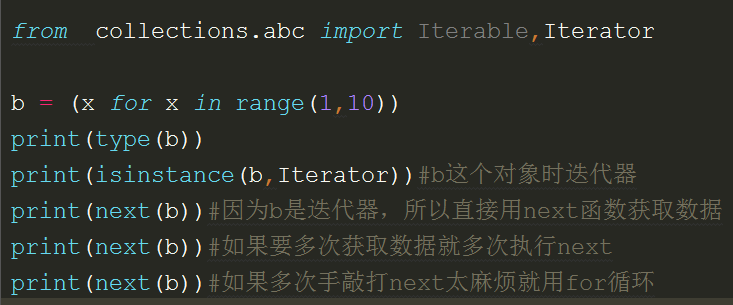 from  collections.abc import Iterable,Iterator
b = (x for x in range(1,10))
print(type(b))
print(isinstance(b,Iterator))#b这个对象时迭代器
print(next(b))#因为b是迭代器，所以直接用next函数获取数据
print(next(b))#如果要多次获取数据就多次执行next
print(next(b))#如果多次手敲打next太麻烦就用for循环